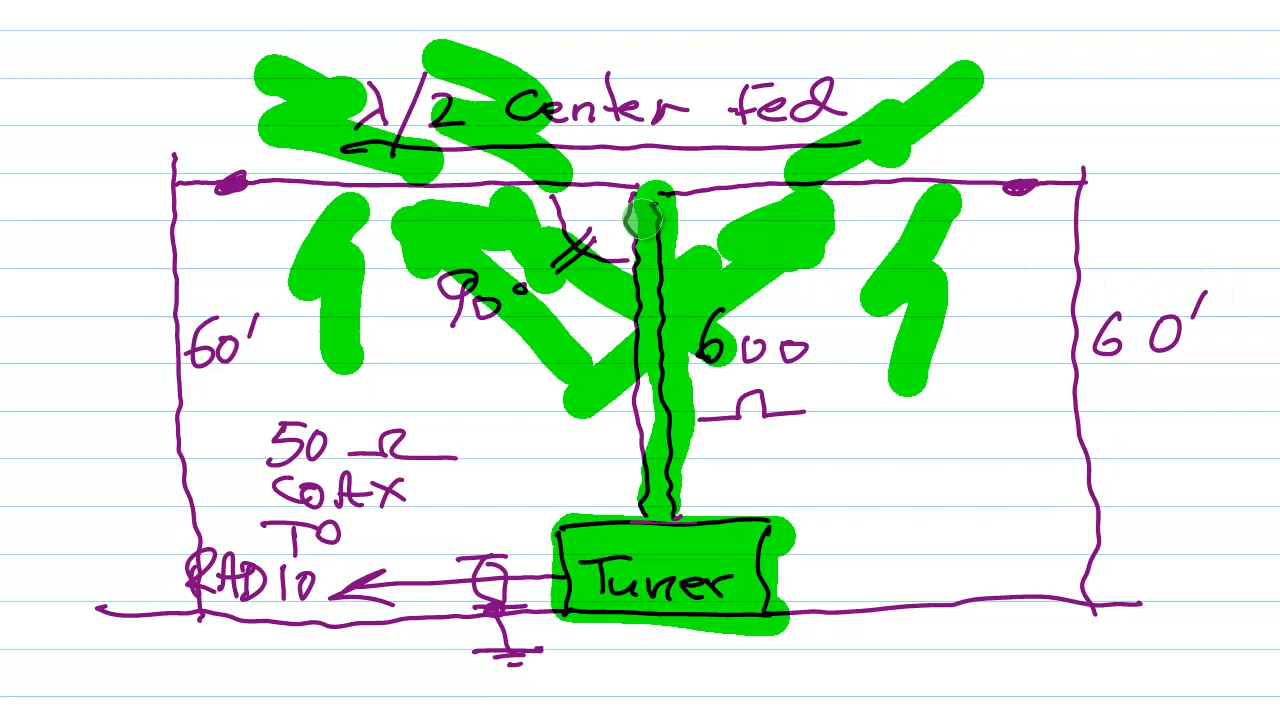 λ/2 Center Fed
90°
60'
600
Ω
60'
50 Ω
COAX
TO
RADIO
Tuner